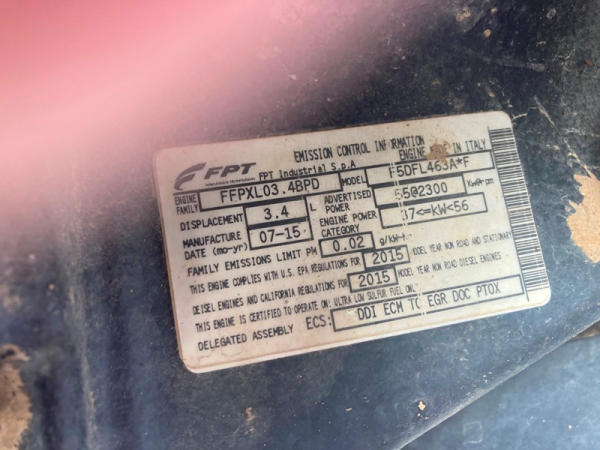 FPT
EMISSION CONTROL INFORMATION
FPT Industrial S.p.A
ENGINE MADE IN ITALY
ENGINE FAMILY FFPXL03.4BPD MODEL F5DFL463A*F
DISPLACEMENT 3.4 L ADVERTISED POWER 55@2300 Kw@rpm
MANUFACTURE DATE (mo-yr) 07-15 ENGINE POWER CATEGORY 37<=KW<56
FAMILY EMISSIONS LIMIT PM 0.02 g/KW-h
THIS ENGINE COMPLIES WITH U.S. EPA REGULATIONS FOR 2015 MODEL YEAR NON ROAD AND STATIONARY
DEISEL ENGINES AND CALIFORNIA REGULATIONS FOR 2015 MODEL YEAR NON ROAD DIESEL ENGINES
THIS ENGINE IS CERTIFIED TO OPERATE ON: ULTRA LOW SULFUR FUEL ONLY
DELEGATED ASSEMBLY ECS: DDI ECM TC EGR DOC PTOX